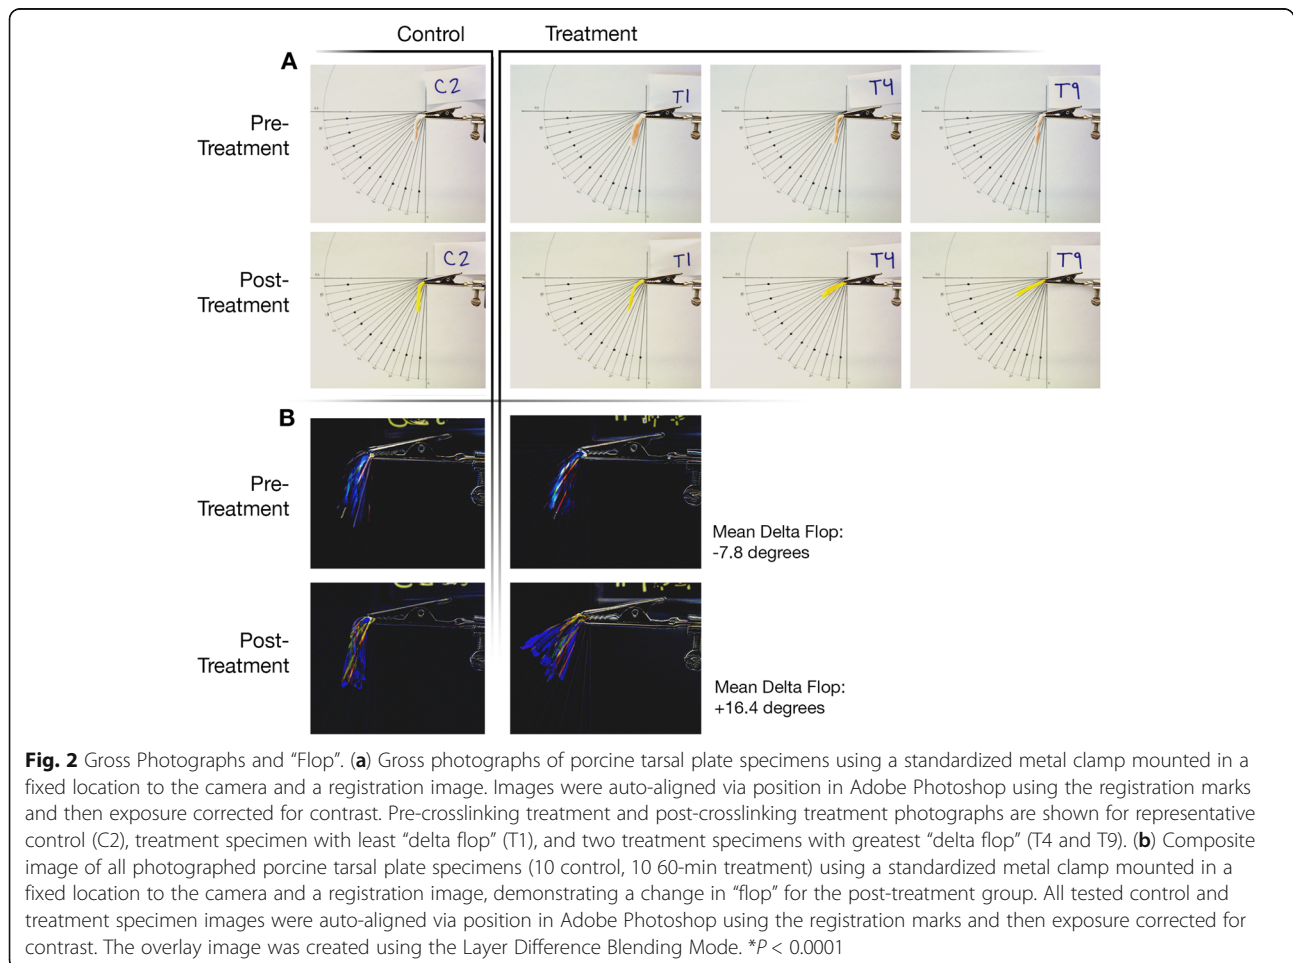 Control Treatment
A
Pre-
Treatment
C2 T1 T4 T9
Post-
Treatment
C2 T1 T4 T9
B
Pre-
Treatment
Mean Delta Flop:
-7.8 degrees
Post-
Treatment
Mean Delta Flop:
+16.4 degrees
Fig. 2 Gross Photographs and “Flop”. (a) Gross photographs of porcine tarsal plate specimens using a standardized metal clamp mounted in a
fixed location to the camera and a registration image. Images were auto-aligned via position in Adobe Photoshop using the registration marks
and then exposure corrected for contrast. Pre-crosslinking treatment and post-crosslinking treatment photographs are shown for representative
control (C2), treatment specimen with least “delta flop” (T1), and two treatment specimens with greatest “delta flop” (T4 and T9). (b) Composite
image of all photographed porcine tarsal plate specimens (10 control, 10 60-min treatment) using a standardized metal clamp mounted in a
fixed location to the camera and a registration image, demonstrating a change in “flop” for the post-treatment group. All tested control and
treatment specimen images were auto-aligned via position in Adobe Photoshop using the registration marks and then exposure corrected for
contrast. The overlay image was created using the Layer Difference Blending Mode. *P < 0.0001